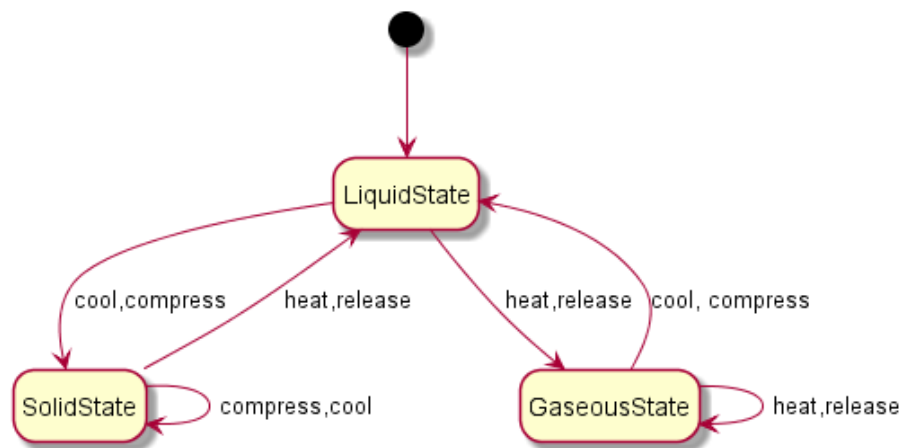 LiquidState
cool,compress
heat,release
heat,release
cool, compress
SolidState
compress,cool
GaseousState
heat,release